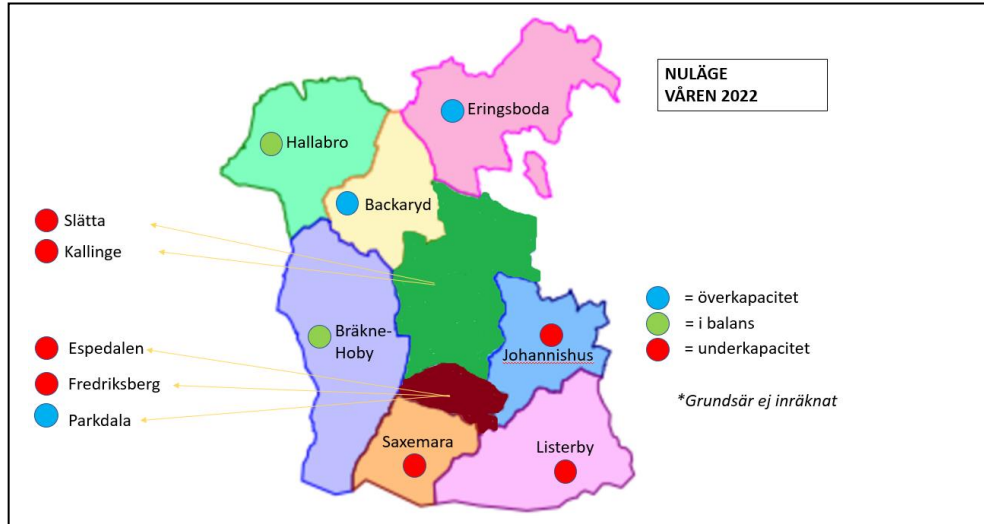 NULÄGE
VÅREN 2022
Eringsboda
Hallabro
Backaryd
Slätta
Kallinge
= överkapacitet
= i balans
= underkapacitet
Bräkne-
Hoby
Johannishus
Espedalen
Fredriksberg
Parkdala
*Grundsär ej inräknat
Saxemara
Listerby